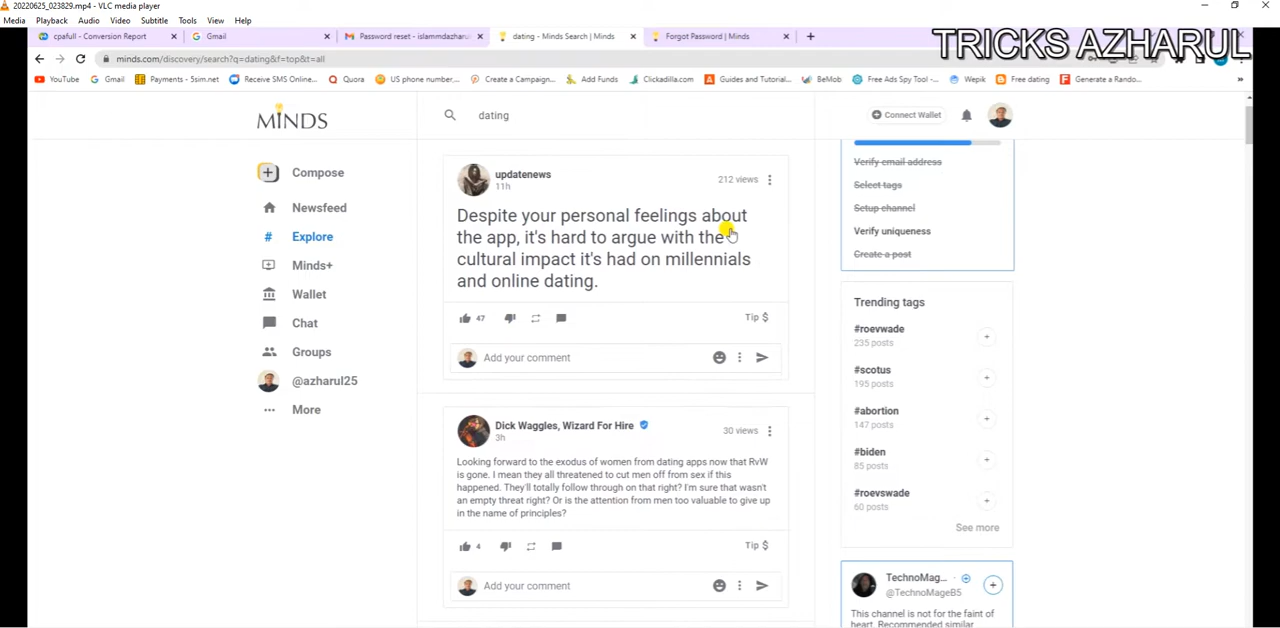 20220625_023829.mp4 - VLC media player
Media Playback Audio Video Subtitle Tools View Help
cpafull - Conversion Report
Gmail
Password reset - islammdazharul
dating - Minds Search | Minds
Forgot Password | Minds
TRICKS AZHARUL
minds.com/discovery/search?q=dating&f=top&t=all
YouTube Gmail Payments - 5sim.net Receive SMS Online... Quora US phone number,... Create a Campaign... Add Funds Clickadilla.com Guides and Tutorial... BeMob Free Ads Spy Tool -... Wepik Free dating Generate a Rando... »
MINDS
dating
Connect Wallet
Compose
Newsfeed
# Explore
Minds+
Wallet
Chat
Groups
@azharul25
More
updatenews
11h
212 views
Despite your personal feelings about
the app, it's hard to argue with the
cultural impact it's had on millennials
and online dating.
47
Tip $
Add your comment
Dick Waggles, Wizard For Hire
3h
30 views
Looking forward to the exodus of women from dating apps now that RvW
is gone. I mean they all threatened to cut men off from sex if this
happened. They'll totally follow through on that right? I'm sure that wasn't
an empty threat right? Or is the attention from men too valuable to give up
in the name of principles?
4
Tip $
Add your comment
Verify email address
Select tags
Setup channel
Verify uniqueness
Create a post
Trending tags
#roevwade
235 posts
#scotus
195 posts
#abortion
147 posts
#biden
85 posts
#roevswade
60 posts
See more
TechnoMag...
@TechnoMageB5
This channel is not for the faint of
heart. Recommended similar